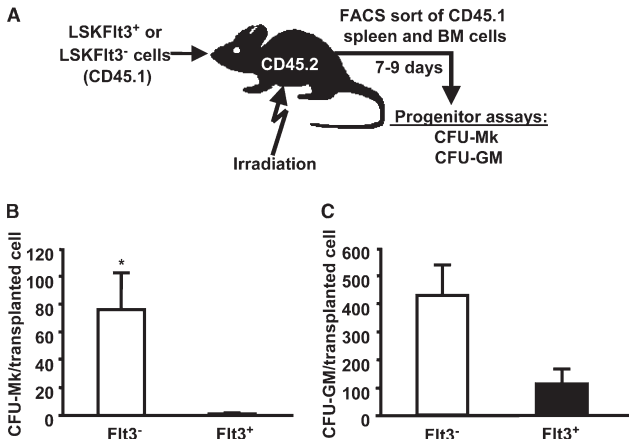 A
LSKFlt3⁺ or
LSKFlt3⁻ cells
(CD45.1)
CD45.2
Irradiation
FACS sort of CD45.1
spleen and BM cells
7-9 days
Progenitor assays:
CFU-Mk
CFU-GM
B
CFU-Mk/transplanted cell
120
100
80
60
40
20
0
*
Flt3⁻
Flt3⁺
C
CFU-GM/transplanted cell
600
500
400
300
200
100
0
Flt3⁻
Flt3⁺